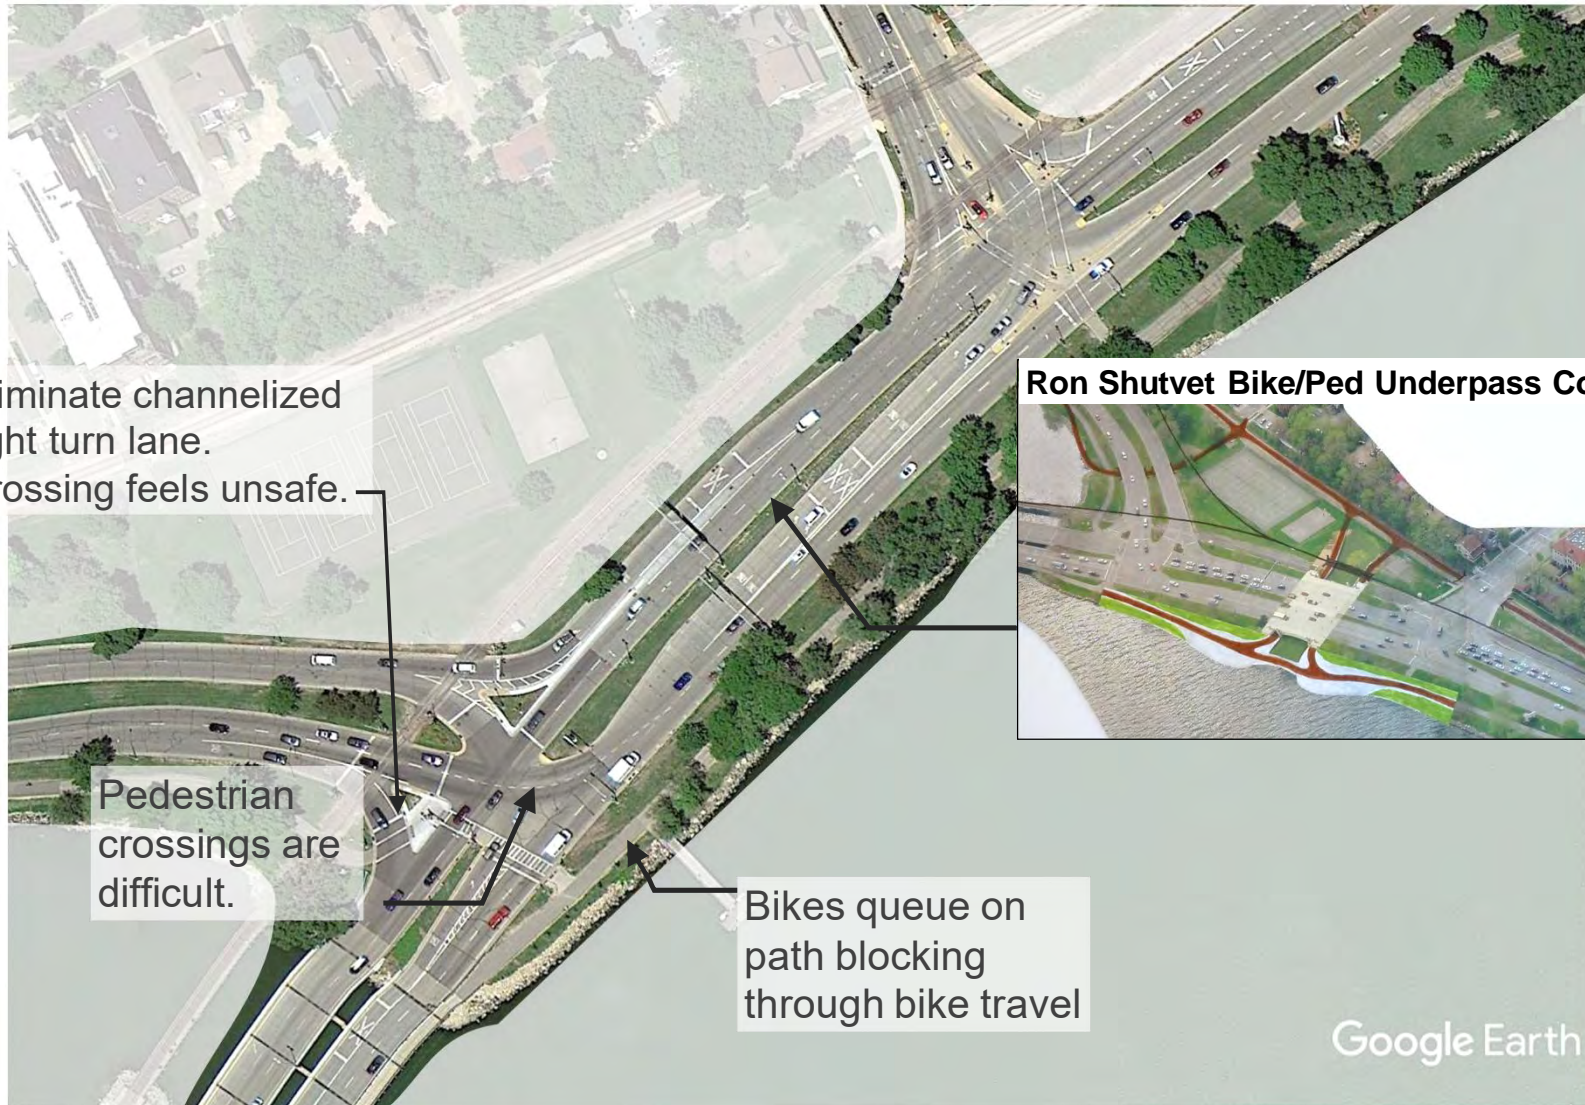 iminate channelized
ght turn lane.
rossing feels unsafe.
Ron Shutvet Bike/Ped Underpass Co
Pedestrian
crossings are
difficult.
Bikes queue on
path blocking
through bike travel
Google Earth